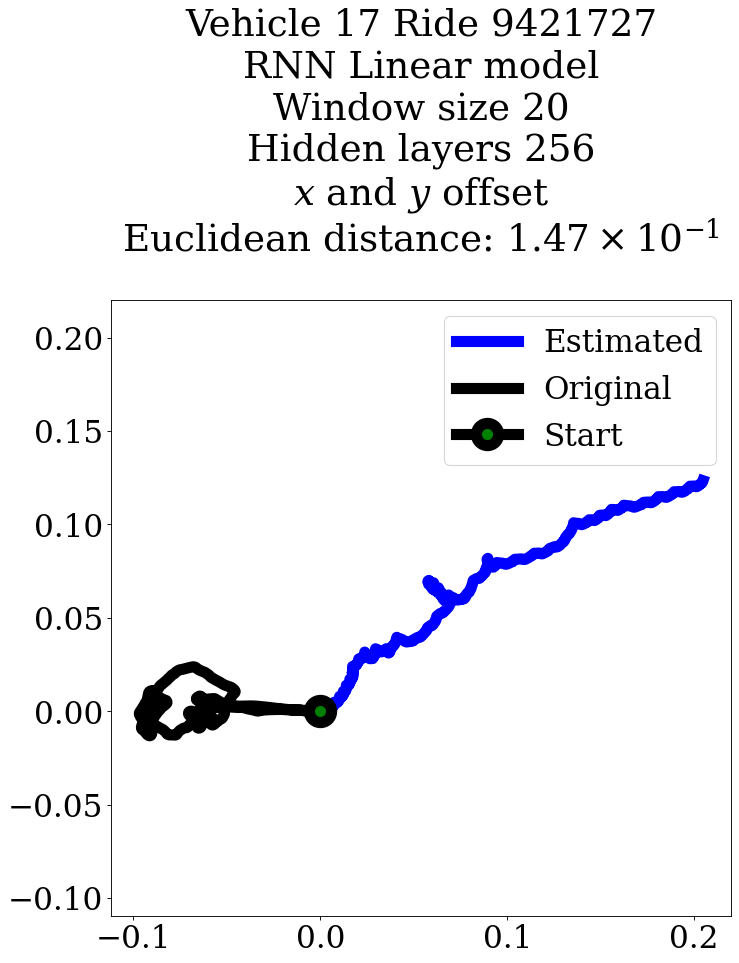 Vehicle 17 Ride 9421727
RNN Linear model
Window size 20
Hidden layers 256
x and y offset
Euclidean distance: 1.47 × 10⁻¹
Estimated
Original
Start
0.20
0.15
0.10
0.05
0.00
−0.05
−0.10
−0.1 0.0 0.1 0.2